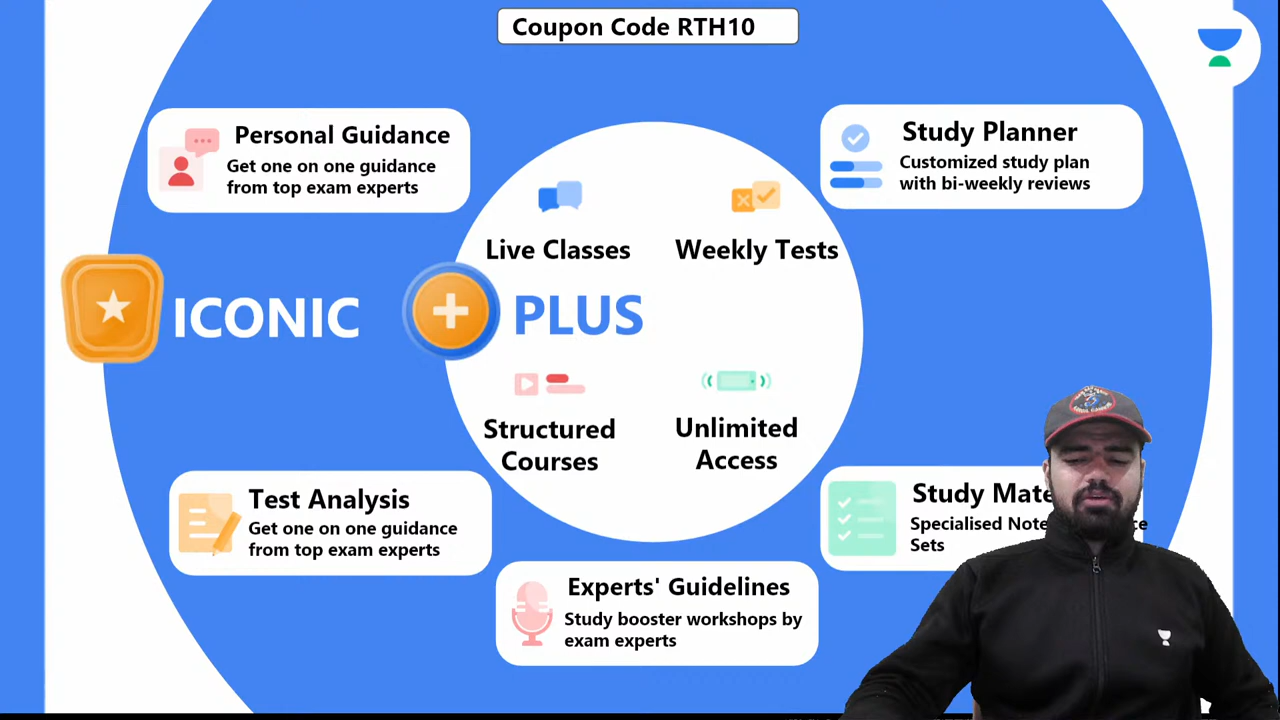 Coupon Code RTH10
Personal Guidance
Get one on one guidance
from top exam experts
Study Planner
Customized study plan
with bi-weekly reviews
Live Classes
Weekly Tests
ICONIC
PLUS
Structured
Courses
Unlimited
Access
Test Analysis
Get one on one guidance
from top exam experts
Study
Specialised
Sets
Experts' Guidelines
Study booster workshops by
exam experts